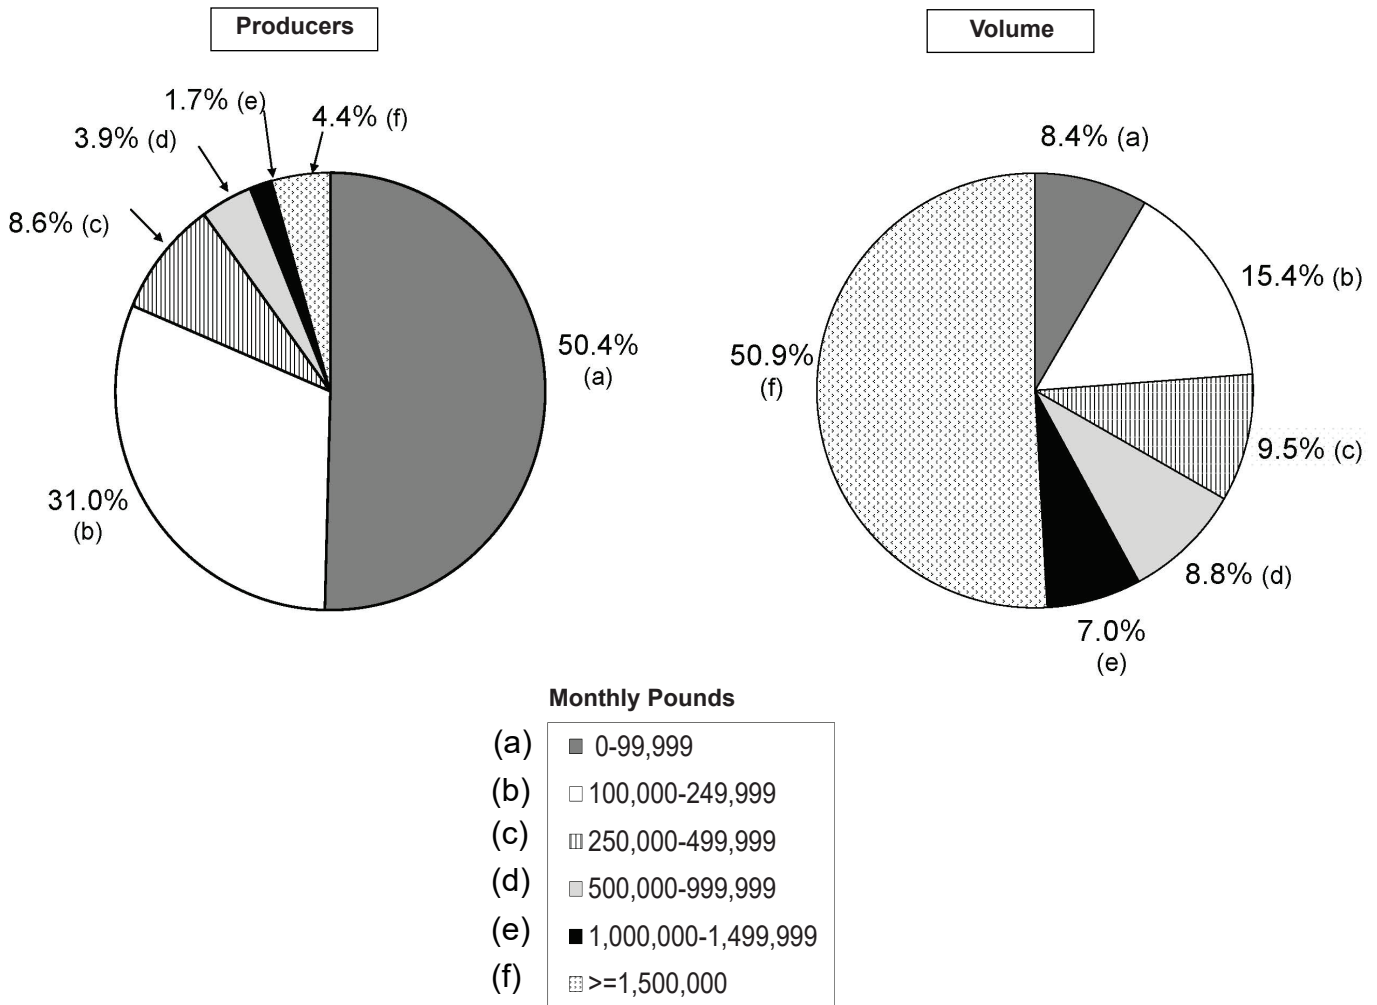 Producers
1.7% (e)
4.4% (f)
3.9% (d)
8.6% (c)
50.4%
(a)
31.0%
(b)
Volume
8.4% (a)
15.4% (b)
50.9%
(f)
9.5% (c)
8.8% (d)
7.0%
(e)
Monthly Pounds
(a) 0-99,999
(b) 100,000-249,999
(c) 250,000-499,999
(d) 500,000-999,999
(e) 1,000,000-1,499,999
(f) >=1,500,000